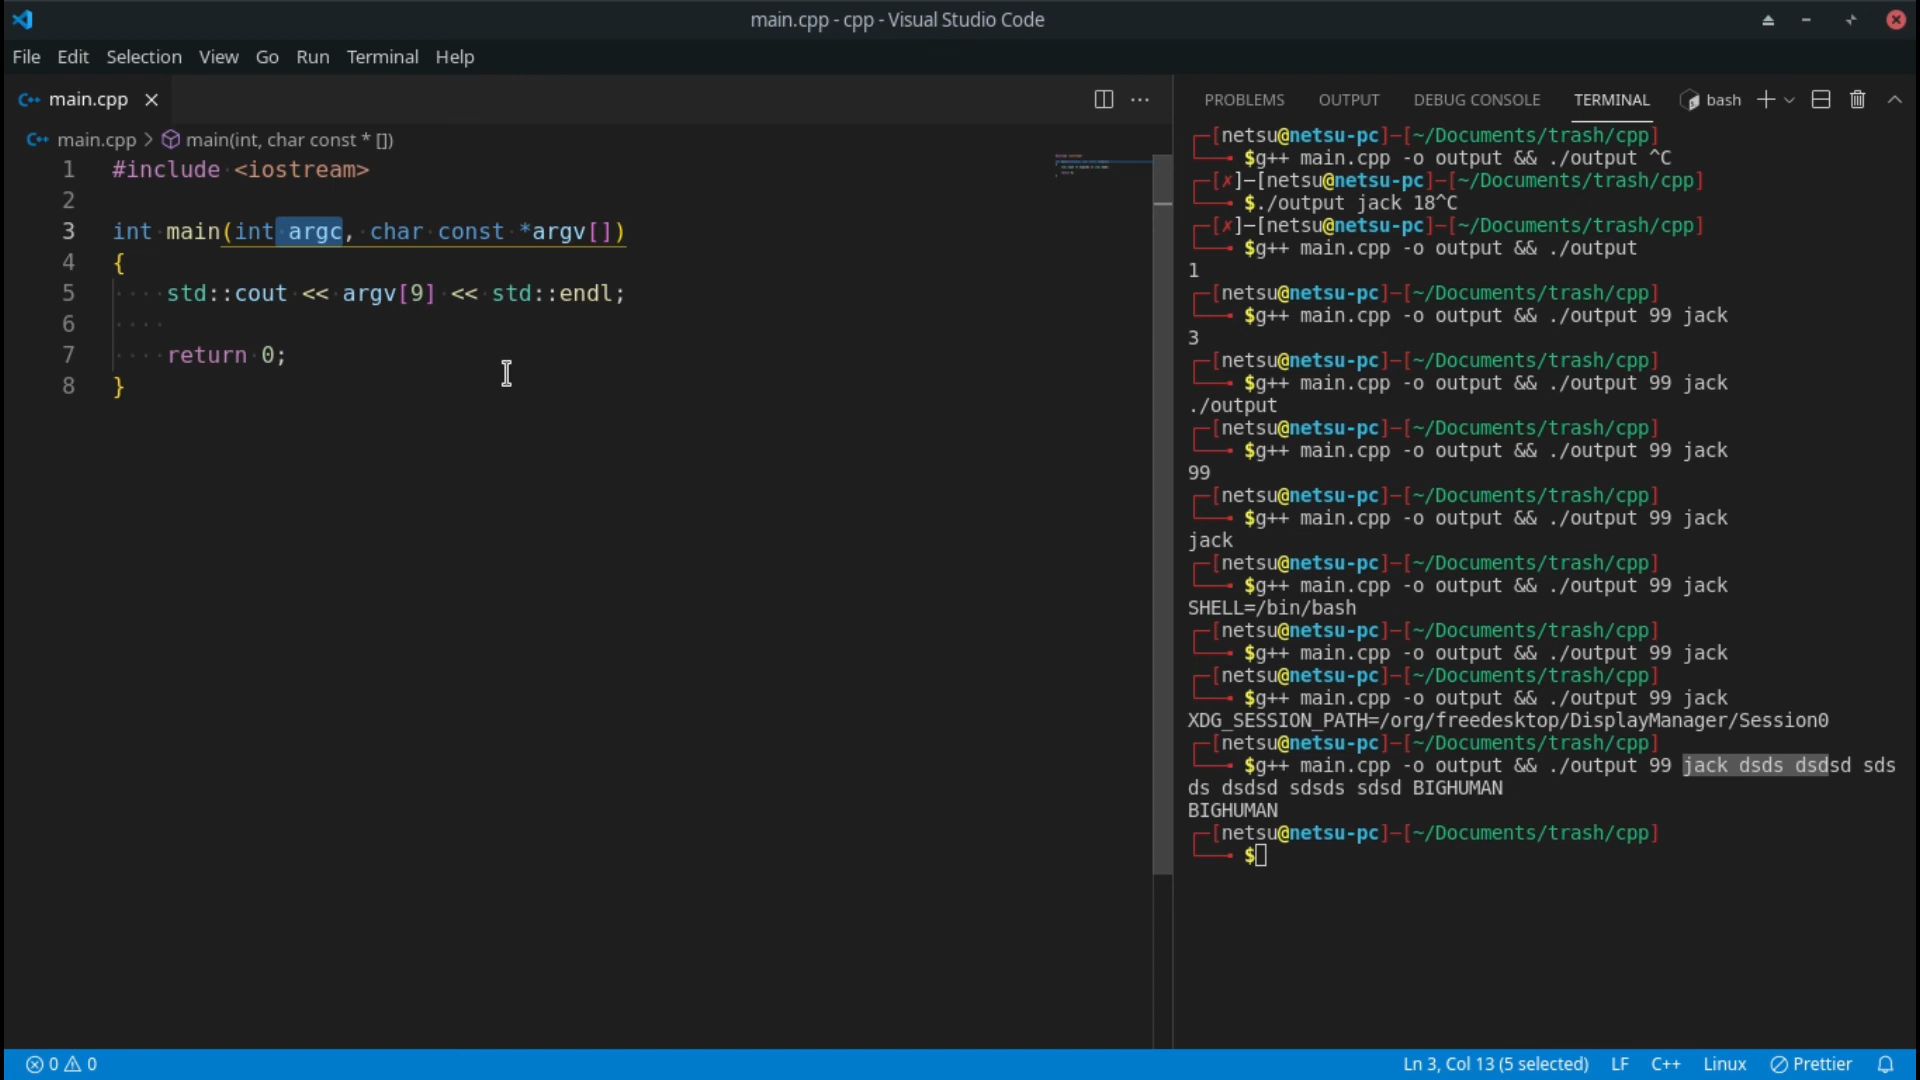 main.cpp - cpp - Visual Studio Code
File Edit Selection View Go Run Terminal Help
C++ main.cpp
C++ main.cpp > main(int, char const * [])
1 #include <iostream>
2
3 int main(int argc, char const *argv[])
4 {
5 ····std::cout << argv[9] << std::endl;
6 ····
7 ····return 0;
8 }
PROBLEMS OUTPUT DEBUG CONSOLE TERMINAL bash
[netsu@netsu-pc]─[~/Documents/trash/cpp]
$g++ main.cpp -o output && ./output ^C
[✗]─[netsu@netsu-pc]─[~/Documents/trash/cpp]
$./output jack 18^C
[✗]─[netsu@netsu-pc]─[~/Documents/trash/cpp]
$g++ main.cpp -o output && ./output
1
[netsu@netsu-pc]─[~/Documents/trash/cpp]
$g++ main.cpp -o output && ./output 99 jack
3
[netsu@netsu-pc]─[~/Documents/trash/cpp]
$g++ main.cpp -o output && ./output 99 jack
./output
[netsu@netsu-pc]─[~/Documents/trash/cpp]
$g++ main.cpp -o output && ./output 99 jack
99
[netsu@netsu-pc]─[~/Documents/trash/cpp]
$g++ main.cpp -o output && ./output 99 jack
jack
[netsu@netsu-pc]─[~/Documents/trash/cpp]
$g++ main.cpp -o output && ./output 99 jack
SHELL=/bin/bash
[netsu@netsu-pc]─[~/Documents/trash/cpp]
$g++ main.cpp -o output && ./output 99 jack
[netsu@netsu-pc]─[~/Documents/trash/cpp]
$g++ main.cpp -o output && ./output 99 jack
XDG_SESSION_PATH=/org/freedesktop/DisplayManager/Session0
[netsu@netsu-pc]─[~/Documents/trash/cpp]
$g++ main.cpp -o output && ./output 99 jack dsds dsdsd sds
ds dsdsd sdsds sdsd BIGHUMAN
BIGHUMAN
[netsu@netsu-pc]─[~/Documents/trash/cpp]
$
0 0 Ln 3, Col 13 (5 selected) LF C++ Linux Prettier